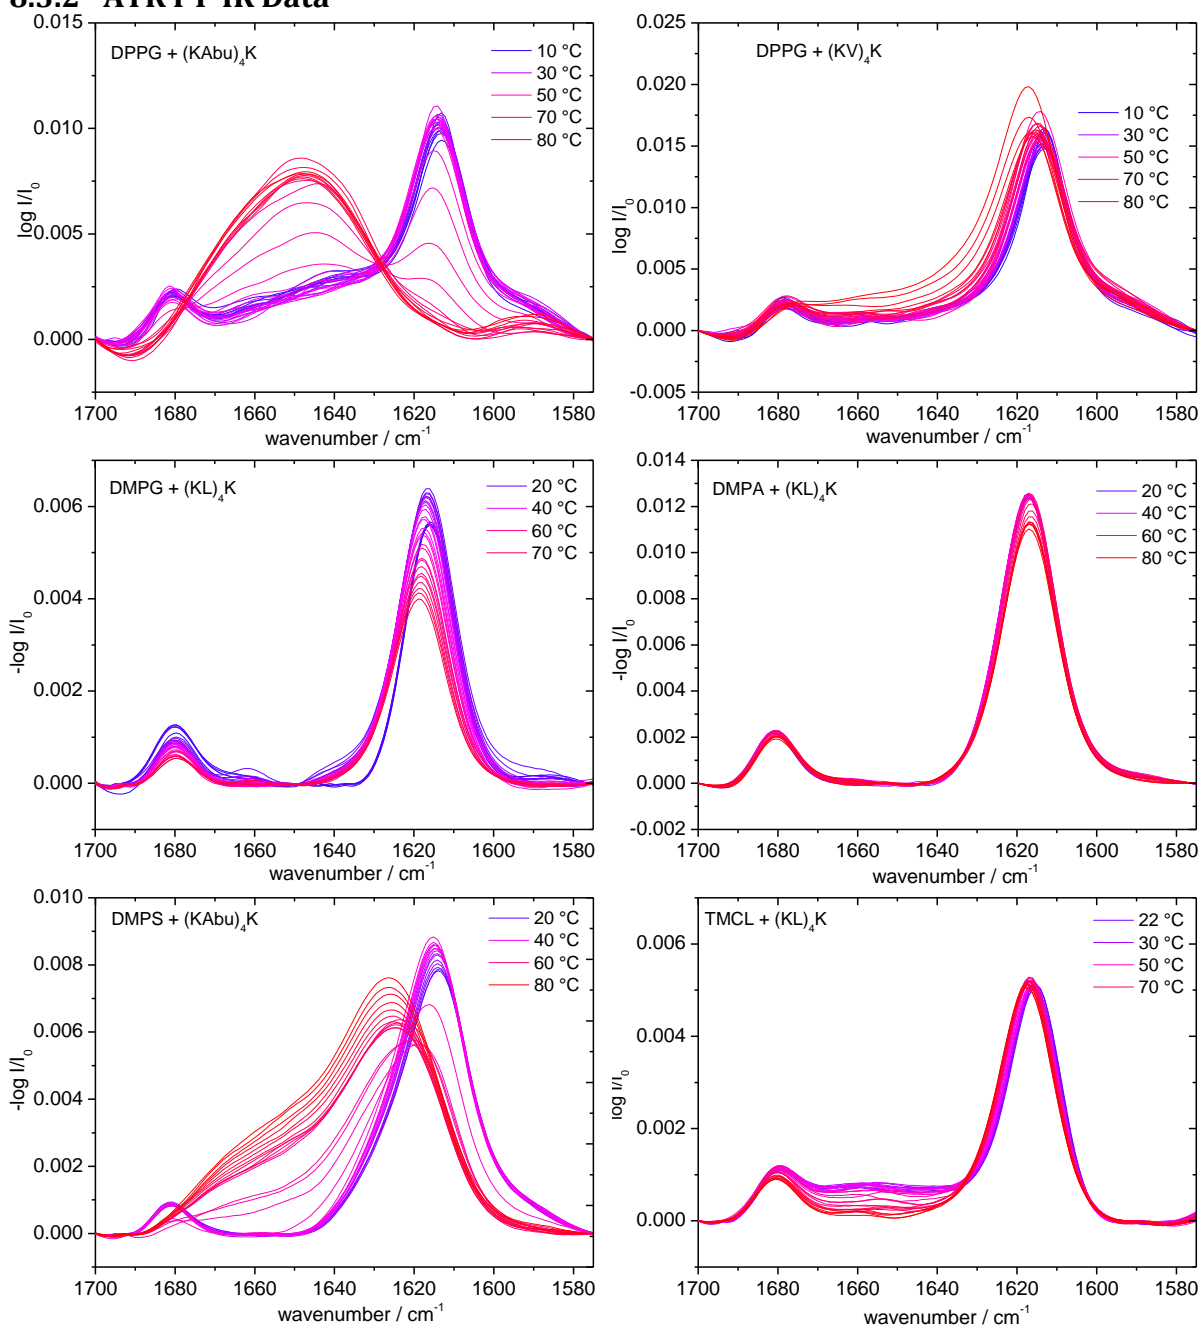 8.3.2 ATR FT-IR Data
DPPG + (KAbu)4K
10 °C
30 °C
50 °C
70 °C
80 °C
0.015
0.010
0.005
0.000
log I/I0
1700 1680 1660 1640 1620 1600 1580
wavenumber / cm-1
DPPG + (KV)4K
10 °C
30 °C
50 °C
70 °C
80 °C
0.025
0.020
0.015
0.010
0.005
0.000
-0.005
log I/I0
1700 1680 1660 1640 1620 1600 1580
wavenumber / cm-1
DMPG + (KL)4K
20 °C
40 °C
60 °C
70 °C
0.006
0.004
0.002
0.000
-log I/I0
1700 1680 1660 1640 1620 1600 1580
wavenumber / cm-1
DMPA + (KL)4K
20 °C
40 °C
60 °C
80 °C
0.014
0.012
0.010
0.008
0.006
0.004
0.002
0.000
-0.002
-log I/I0
1700 1680 1660 1640 1620 1600 1580
wavenumber / cm-1
DMPS + (KAbu)4K
20 °C
40 °C
60 °C
80 °C
0.010
0.008
0.006
0.004
0.002
0.000
-log I/I0
1700 1680 1660 1640 1620 1600 1580
wavenumber / cm-1
TMCL + (KL)4K
22 °C
30 °C
50 °C
70 °C
0.006
0.004
0.002
0.000
log I/I0
1700 1680 1660 1640 1620 1600 1580
wavenumber / cm-1